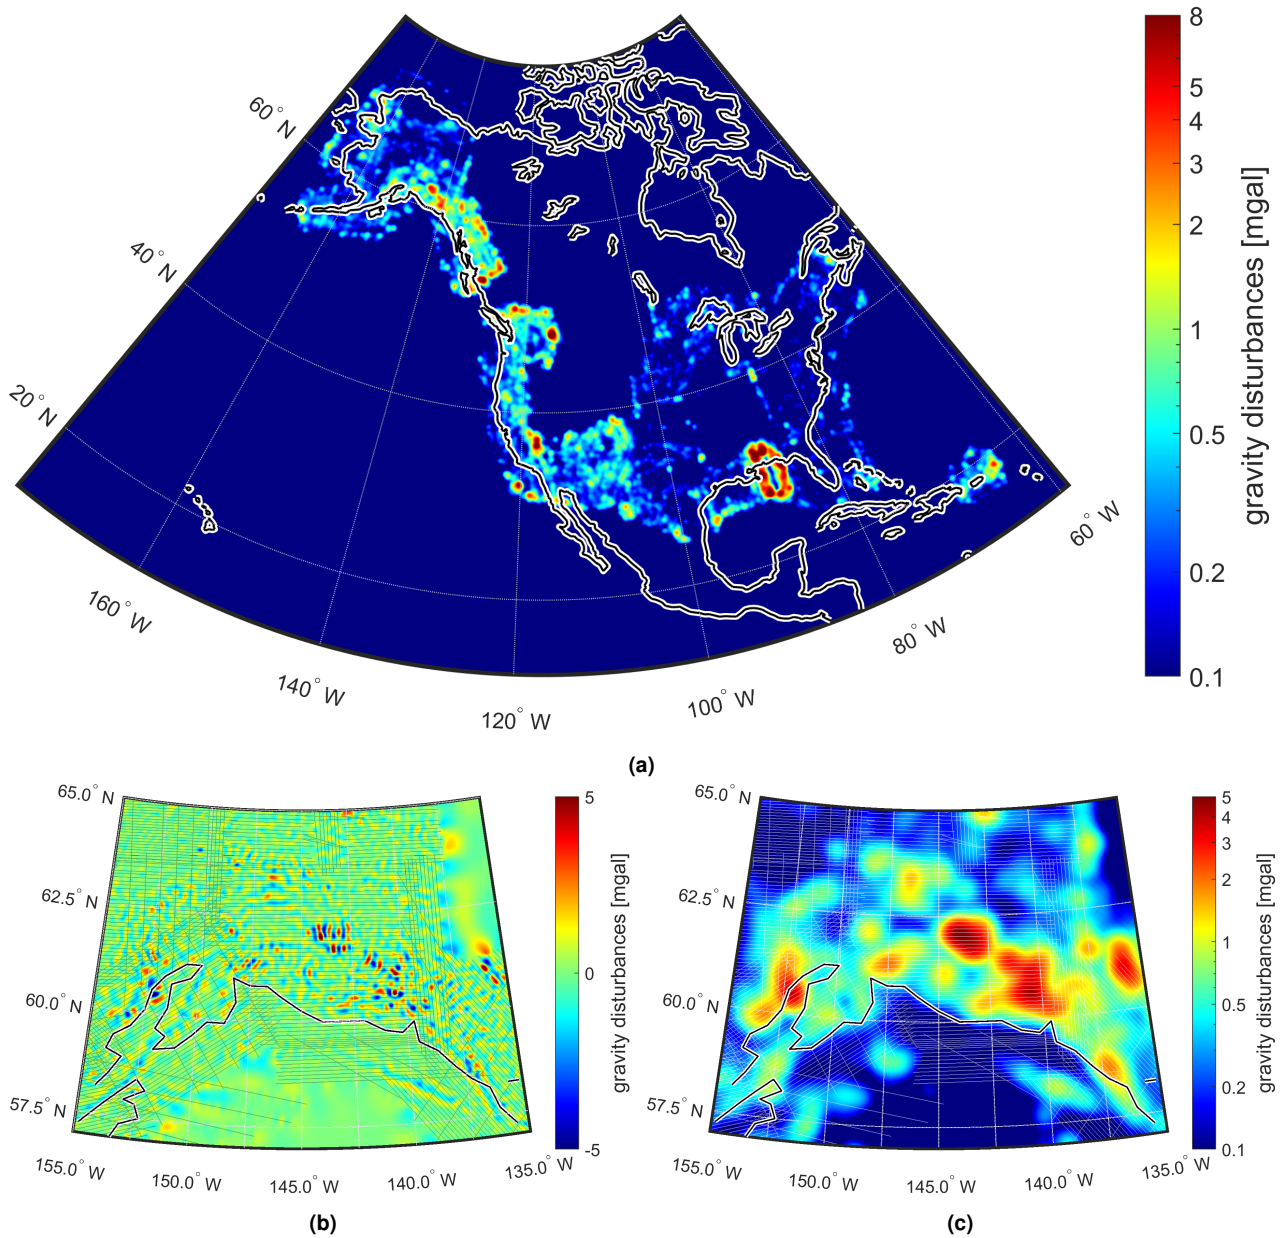 60° N
40° N
20° N
160° W
140° W
120° W
100° W
80° W
60° W
8
5
4
3
2
1
0.5
0.2
0.1
gravity disturbances [mgal]
(a)
65.0° N
62.5° N
60.0° N
57.5° N
155.0° W
150.0° W
145.0° W
140.0° W
135.0° W
5
0
-5
gravity disturbances [mgal]
(b)
65.0° N
62.5° N
60.0° N
57.5° N
155.0° W
150.0° W
145.0° W
140.0° W
135.0° W
5
4
3
2
1
0.5
0.2
0.1
gravity disturbances [mgal]
(c)